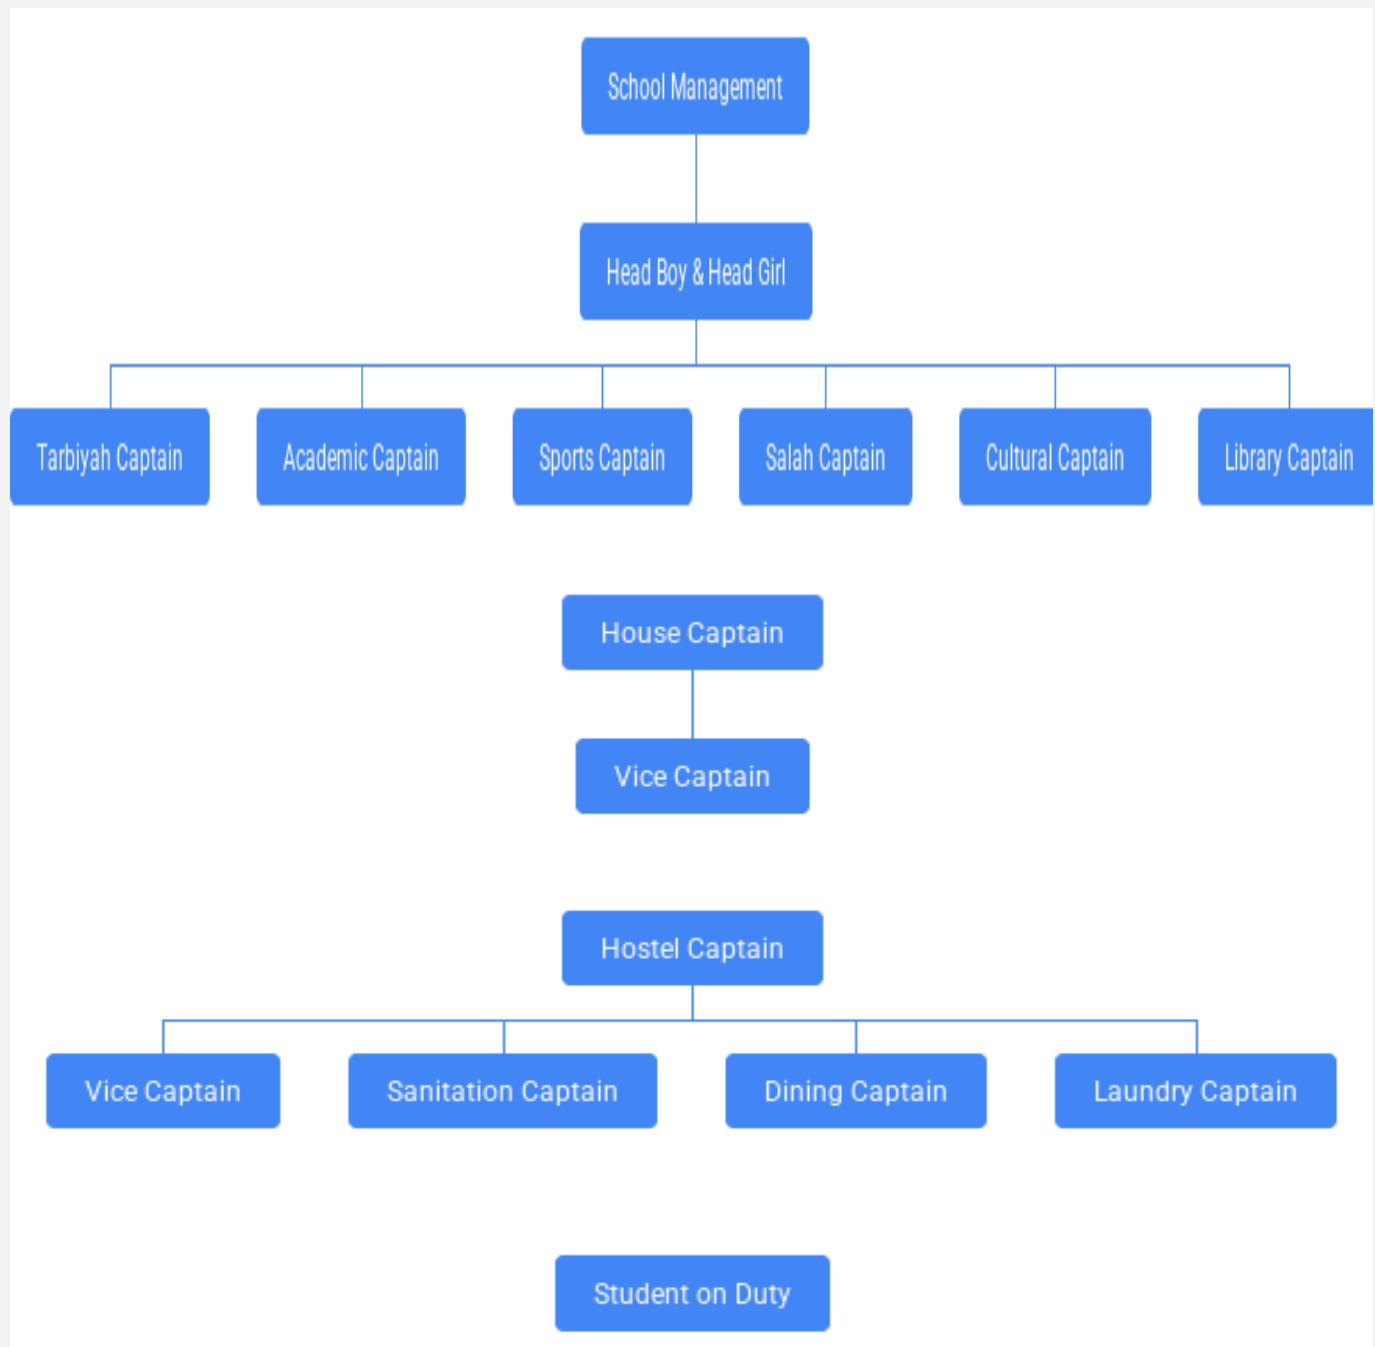 School Management
Head Boy & Head Girl
Tarbiyah Captain
Academic Captain
Sports Captain
Salah Captain
Cultural Captain
Library Captain
House Captain
Vice Captain
Hostel Captain
Vice Captain
Sanitation Captain
Dining Captain
Laundry Captain
Student on Duty